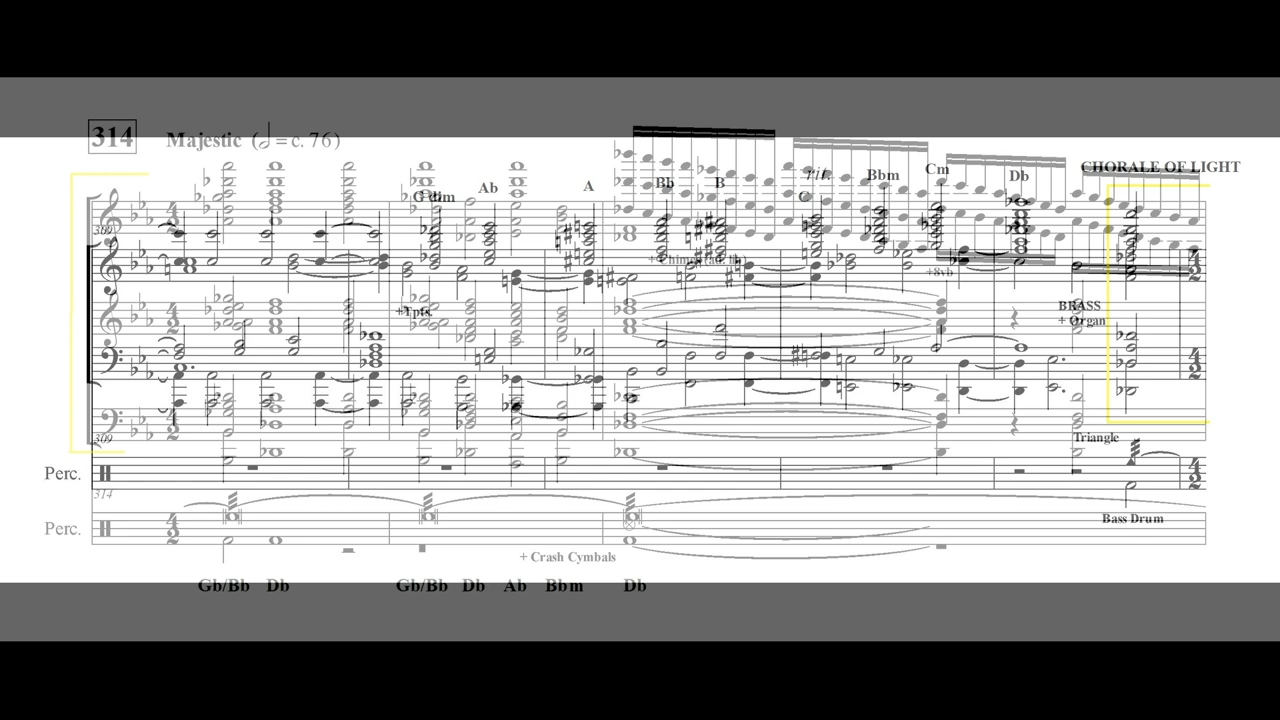 314 Majestic (𝅗𝅥 = c. 76)
CHORALE OF LIGHT
G dim Ab A Bb B C Bbm Cm Db
Rit.
309
+8vb
+Tpts.
BRASS
+ Organ
309
Triangle
Perc.
314
Bass Drum
Perc.
+ Crash Cymbals
Gb/Bb Db Gb/Bb Db Ab Bbm Db